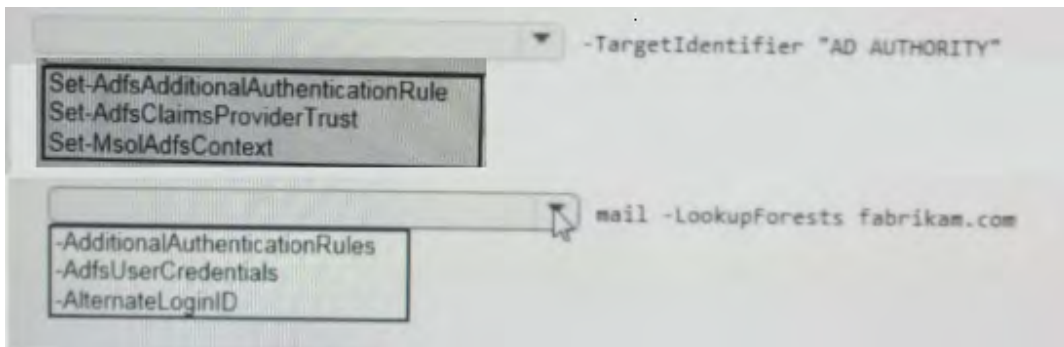 -TargetIdentifier "AD AUTHORITY"
Set-AdfsAdditionalAuthenticationRule
Set-AdfsClaimsProviderTrust
Set-MsolAdfsContext
mail -LookupForests fabrikam.com
-AdditionalAuthenticationRules
-AdfsUserCredentials
-AlternateLoginID